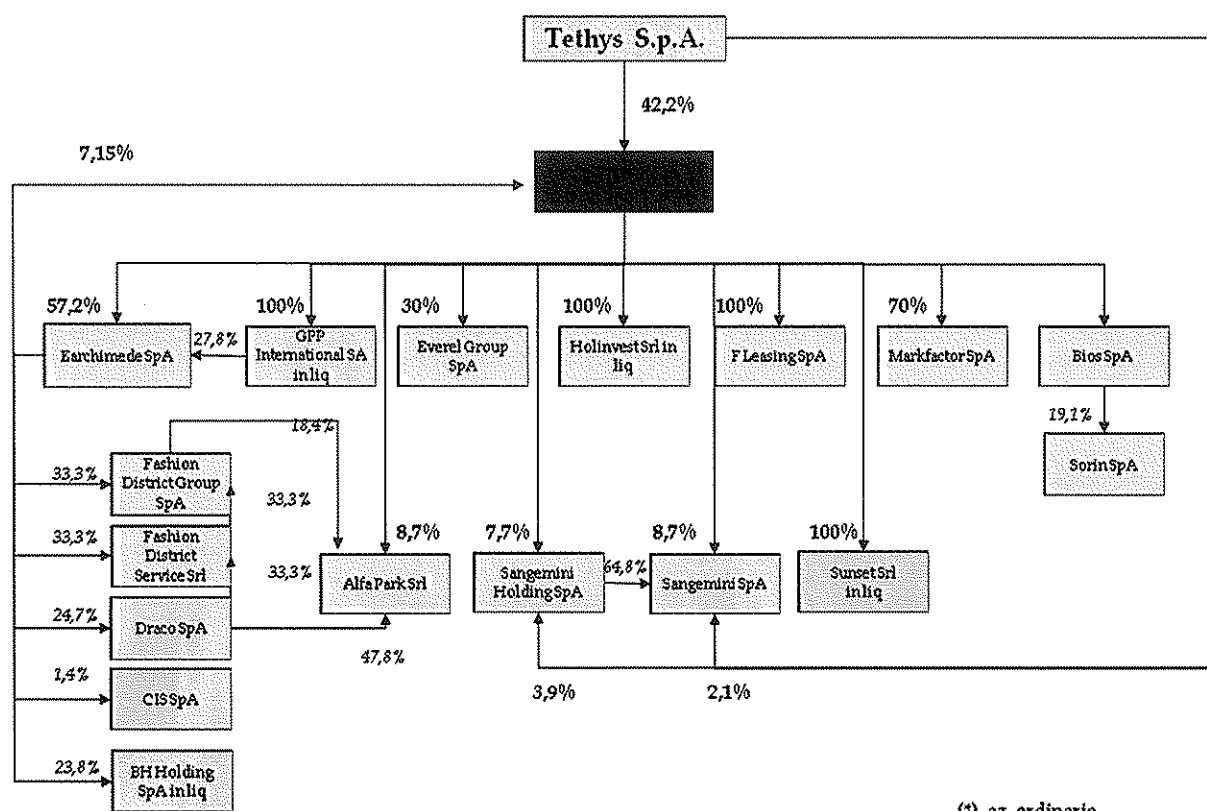 Tethys S.p.A.
42,2%
7,15%
57,2%
100%
30%
100%
100%
70%
Earchimede SpA
27,8%
GPP
International SA
in liq
Everel Group
SpA
Holinvest Srl in
liq
F Leasing SpA
Markfactor SpA
Bios SpA
19,1%
Sorin SpA
18,4%
33,3%
Fashion
District Group
SpA
33,3%
33,3%
Fashion
District
Service Srl
33,3%
8,7%
Alfa Park Srl
7,7%
Sangemini
Holding SpA
64,8%
8,7%
Sangemini SpA
100%
Sunset Srl
in liq
24,7%
Draco SpA
47,8%
3,9%
2,1%
1,4%
CIS SpA
23,8%
BH Holding
SpA in liq
(*) az. ordinarie